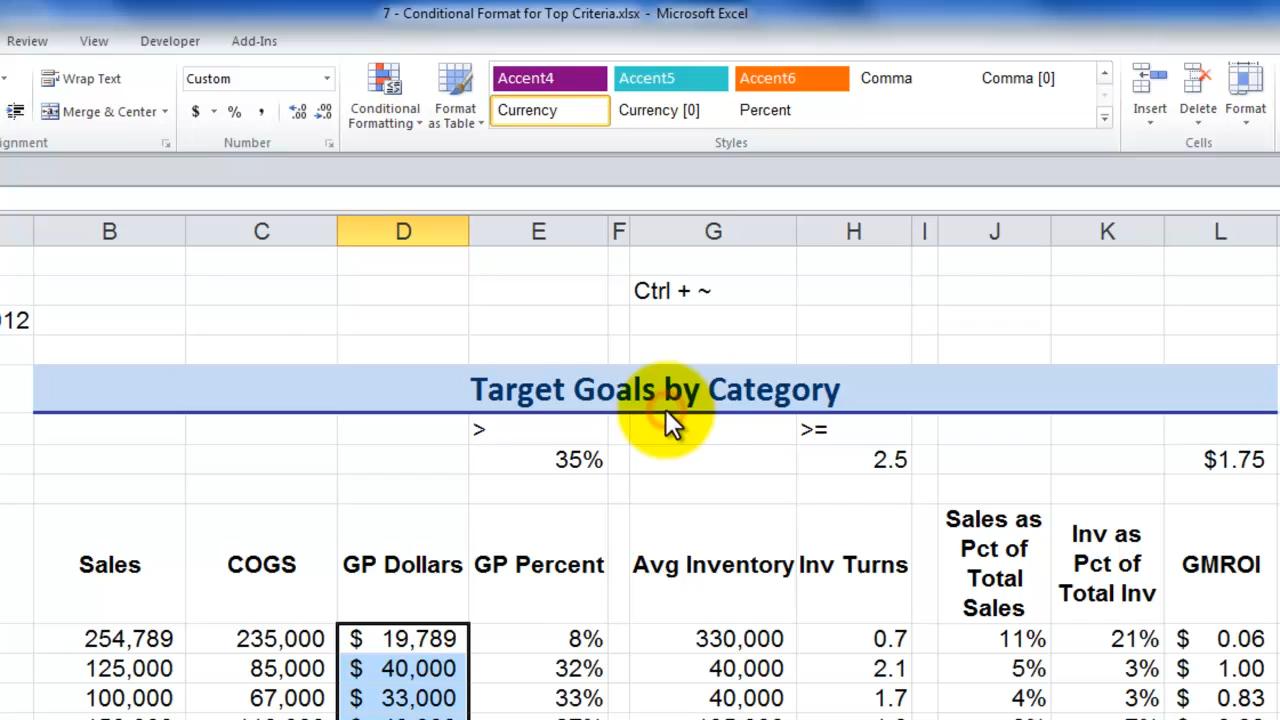 7 - Conditional Format for Top Criteria.xlsx - Microsoft Excel
Review View Developer Add-Ins
Wrap Text Custom Accent4 Accent5 Accent6 Comma Comma [0]
Merge & Center $ % , .00 Conditional Formatting Format as Table Currency Currency [0] Percent Insert Delete Format
Number Styles Cells
B C D E F G H I J K L
Ctrl + ~
Target Goals by Category
> >=
35% 2.5 $1.75
Sales COGS GP Dollars GP Percent Avg Inventory Inv Turns Sales as Pct of Total Sales Inv as Pct of Total Inv GMROI
254,789 235,000 $ 19,789 8% 330,000 0.7 11% 21% $ 0.06
125,000 85,000 $ 40,000 32% 40,000 2.1 5% 3% $ 1.00
100,000 67,000 $ 33,000 33% 40,000 1.7 4% 3% $ 0.83